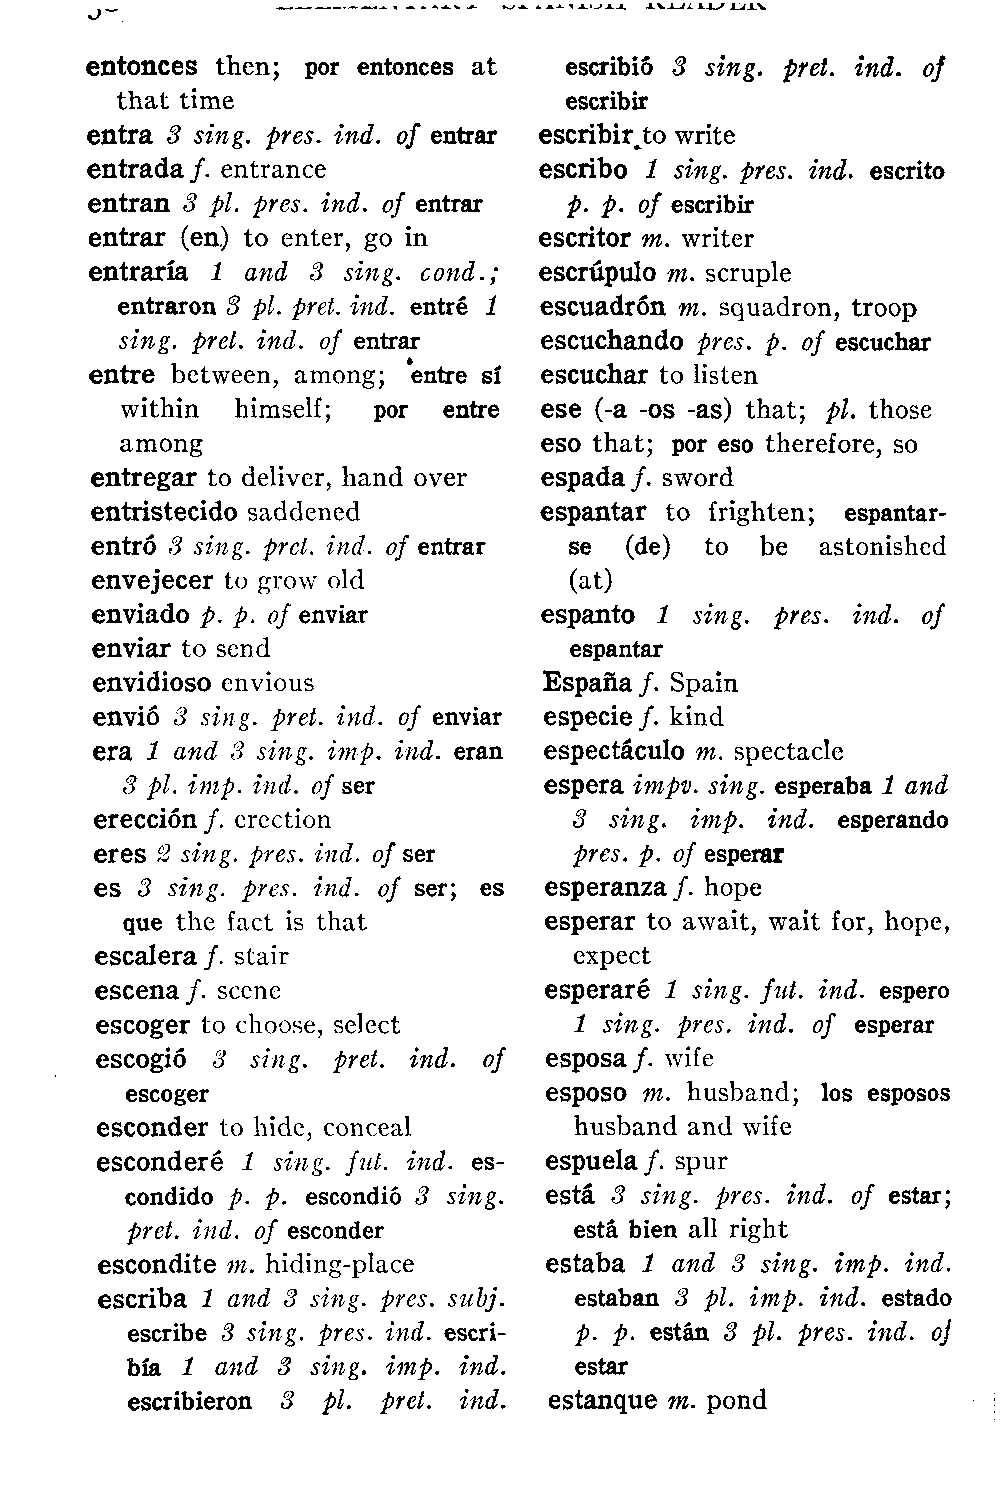 entonces then; por entonces at
that time
entra 3 sing. pres. ind. of entrar
entrada f. entrance
entran 3 pl. pres. ind. of entrar
entrar (en) to enter, go in
entraría 1 and 3 sing. cond.;
entraron 3 pl. pret. ind. entré 1
sing. pret. ind. of entrar
entre between, among; entre sí
within himself; por entre
among
entregar to deliver, hand over
entristecido saddened
entró 3 sing. pret. ind. of entrar
envejecer to grow old
enviado p. p. of enviar
enviar to send
envidioso envious
envió 3 sing. pret. ind. of enviar
era 1 and 3 sing. imp. ind. eran
3 pl. imp. ind. of ser
erección f. erection
eres 2 sing. pres. ind. of ser
es 3 sing. pres. ind. of ser; es
que the fact is that
escalera f. stair
escena f. scene
escoger to choose, select
escogió 3 sing. pret. ind. of
escoger
esconder to hide, conceal
esconderé 1 sing. fut. ind. es-
condido p. p. escondió 3 sing.
pret. ind. of esconder
escondite m. hiding-place
escriba 1 and 3 sing. pres. subj.
escribe 3 sing. pres. ind. escri-
bía 1 and 3 sing. imp. ind.
escribieron 3 pl. pret. ind.
escribió 3 sing. pret. ind. of
escribir
escribir to write
escribo 1 sing. pres. ind. escrito
p. p. of escribir
escritor m. writer
escrúpulo m. scruple
escuadrón m. squadron, troop
escuchando pres. p. of escuchar
escuchar to listen
ese (-a -os -as) that; pl. those
eso that; por eso therefore, so
espada f. sword
espantar to frighten; espantar-
se (de) to be astonished
(at)
espanto 1 sing. pres. ind. of
espantar
España f. Spain
especie f. kind
espectáculo m. spectacle
espera impv. sing. esperaba 1 and
3 sing. imp. ind. esperando
pres. p. of esperar
esperanza f. hope
esperar to await, wait for, hope,
expect
esperaré 1 sing. fut. ind. espero
1 sing. pres. ind. of esperar
esposa f. wife
esposo m. husband; los esposos
husband and wife
espuela f. spur
está 3 sing. pres. ind. of estar;
está bien all right
estaba 1 and 3 sing. imp. ind.
estaban 3 pl. imp. ind. estado
p. p. están 3 pl. pres. ind. of
estar
estanque m. pond